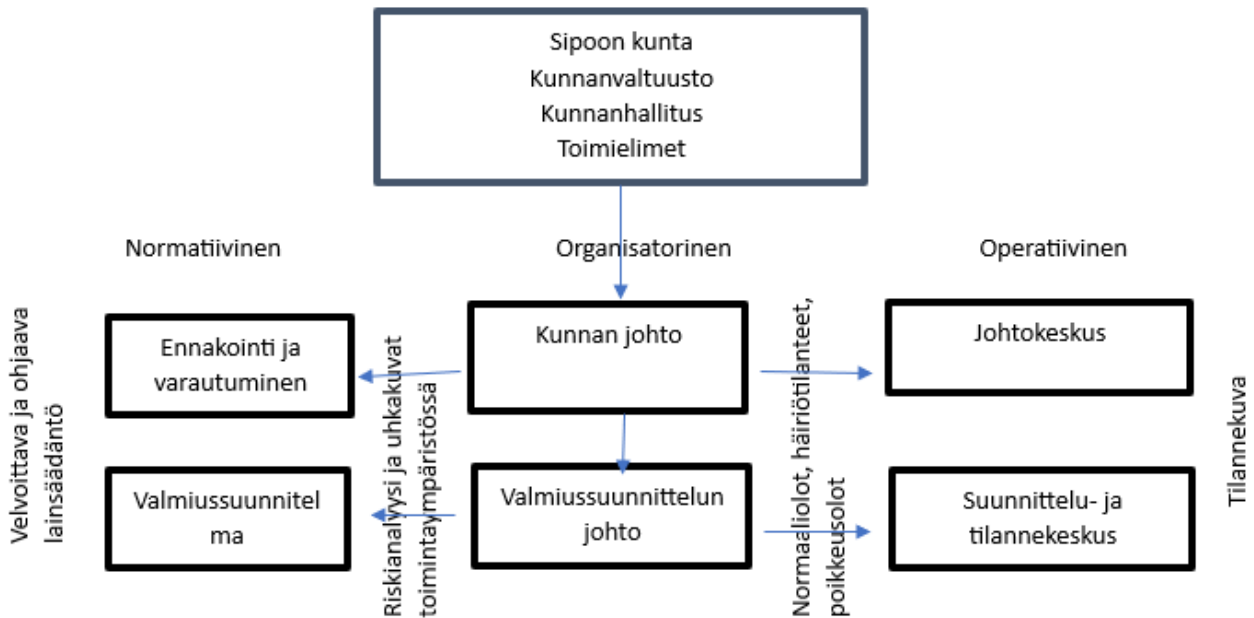 Sipoon kunta
Kunnanvaltuusto
Kunnanhallitus
Toimielimet
Normatiivinen
Organisatorinen
Operatiivinen
Velvoittava ja ohjaava
lainsäädäntö
Ennakointi ja
varautuminen
Riskianalyysi ja uhkakuvat
toimintaympäristössä
Kunnan johto
Normaaliolot, häiriötilanteet,
poikkeusolot
Johtokeskus
Tilannekuva
Valmiussuunnitel
ma
Valmiussuunnittelun
johto
Suunnittelu- ja
tilannekeskus